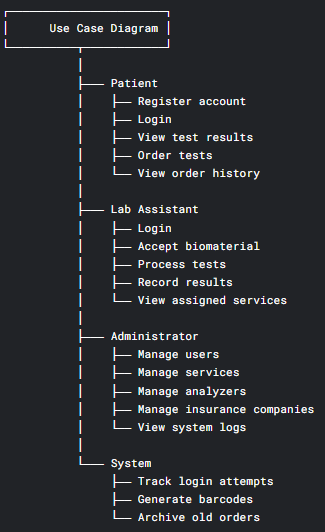 Use Case Diagram
Patient
Register account
Login
View test results
Order tests
View order history
Lab Assistant
Login
Accept biomaterial
Process tests
Record results
View assigned services
Administrator
Manage users
Manage services
Manage analyzers
Manage insurance companies
View system logs
System
Track login attempts
Generate barcodes
Archive old orders